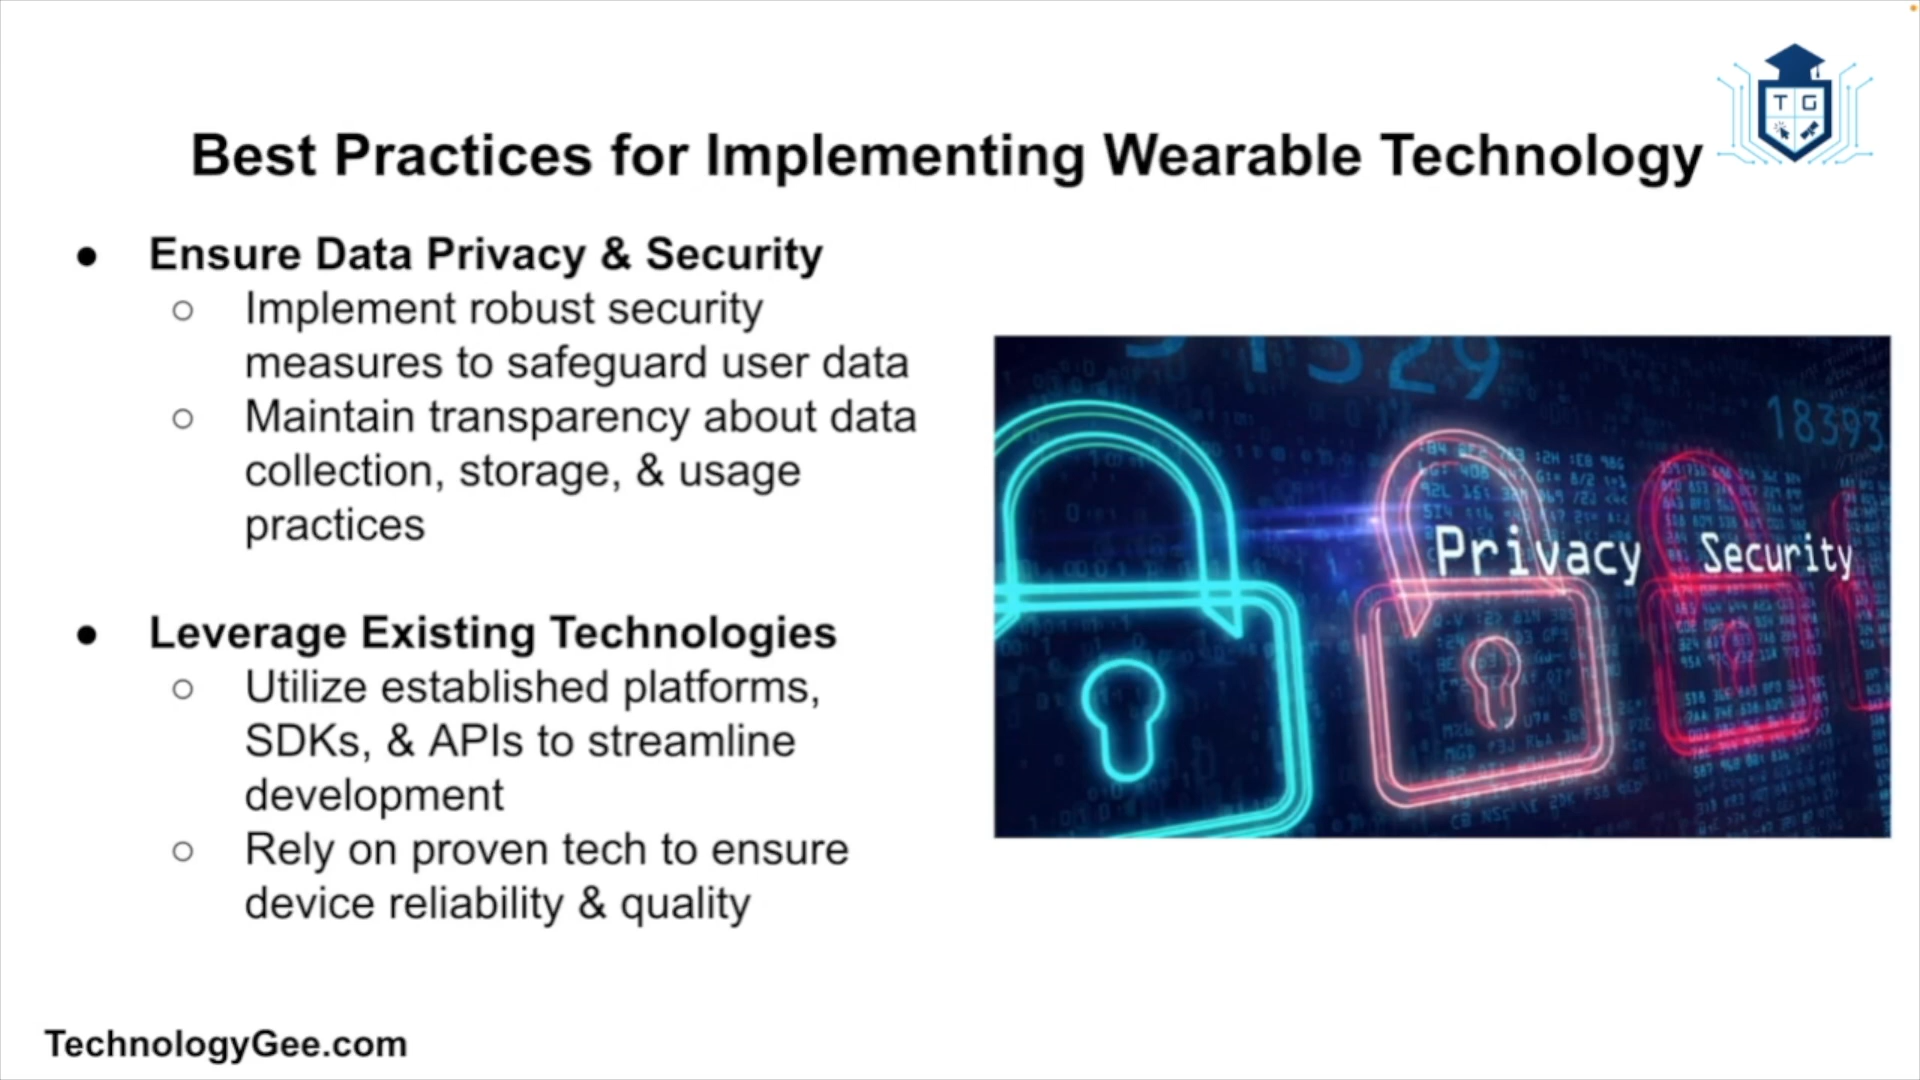 T G
Best Practices for Implementing Wearable Technology
● Ensure Data Privacy & Security
○ Implement robust security
measures to safeguard user data
○ Maintain transparency about data
collection, storage, & usage
practices
● Leverage Existing Technologies
○ Utilize established platforms,
SDKs, & APIs to streamline
development
○ Rely on proven tech to ensure
device reliability & quality
18393
Privacy
Security
TechnologyGee.com